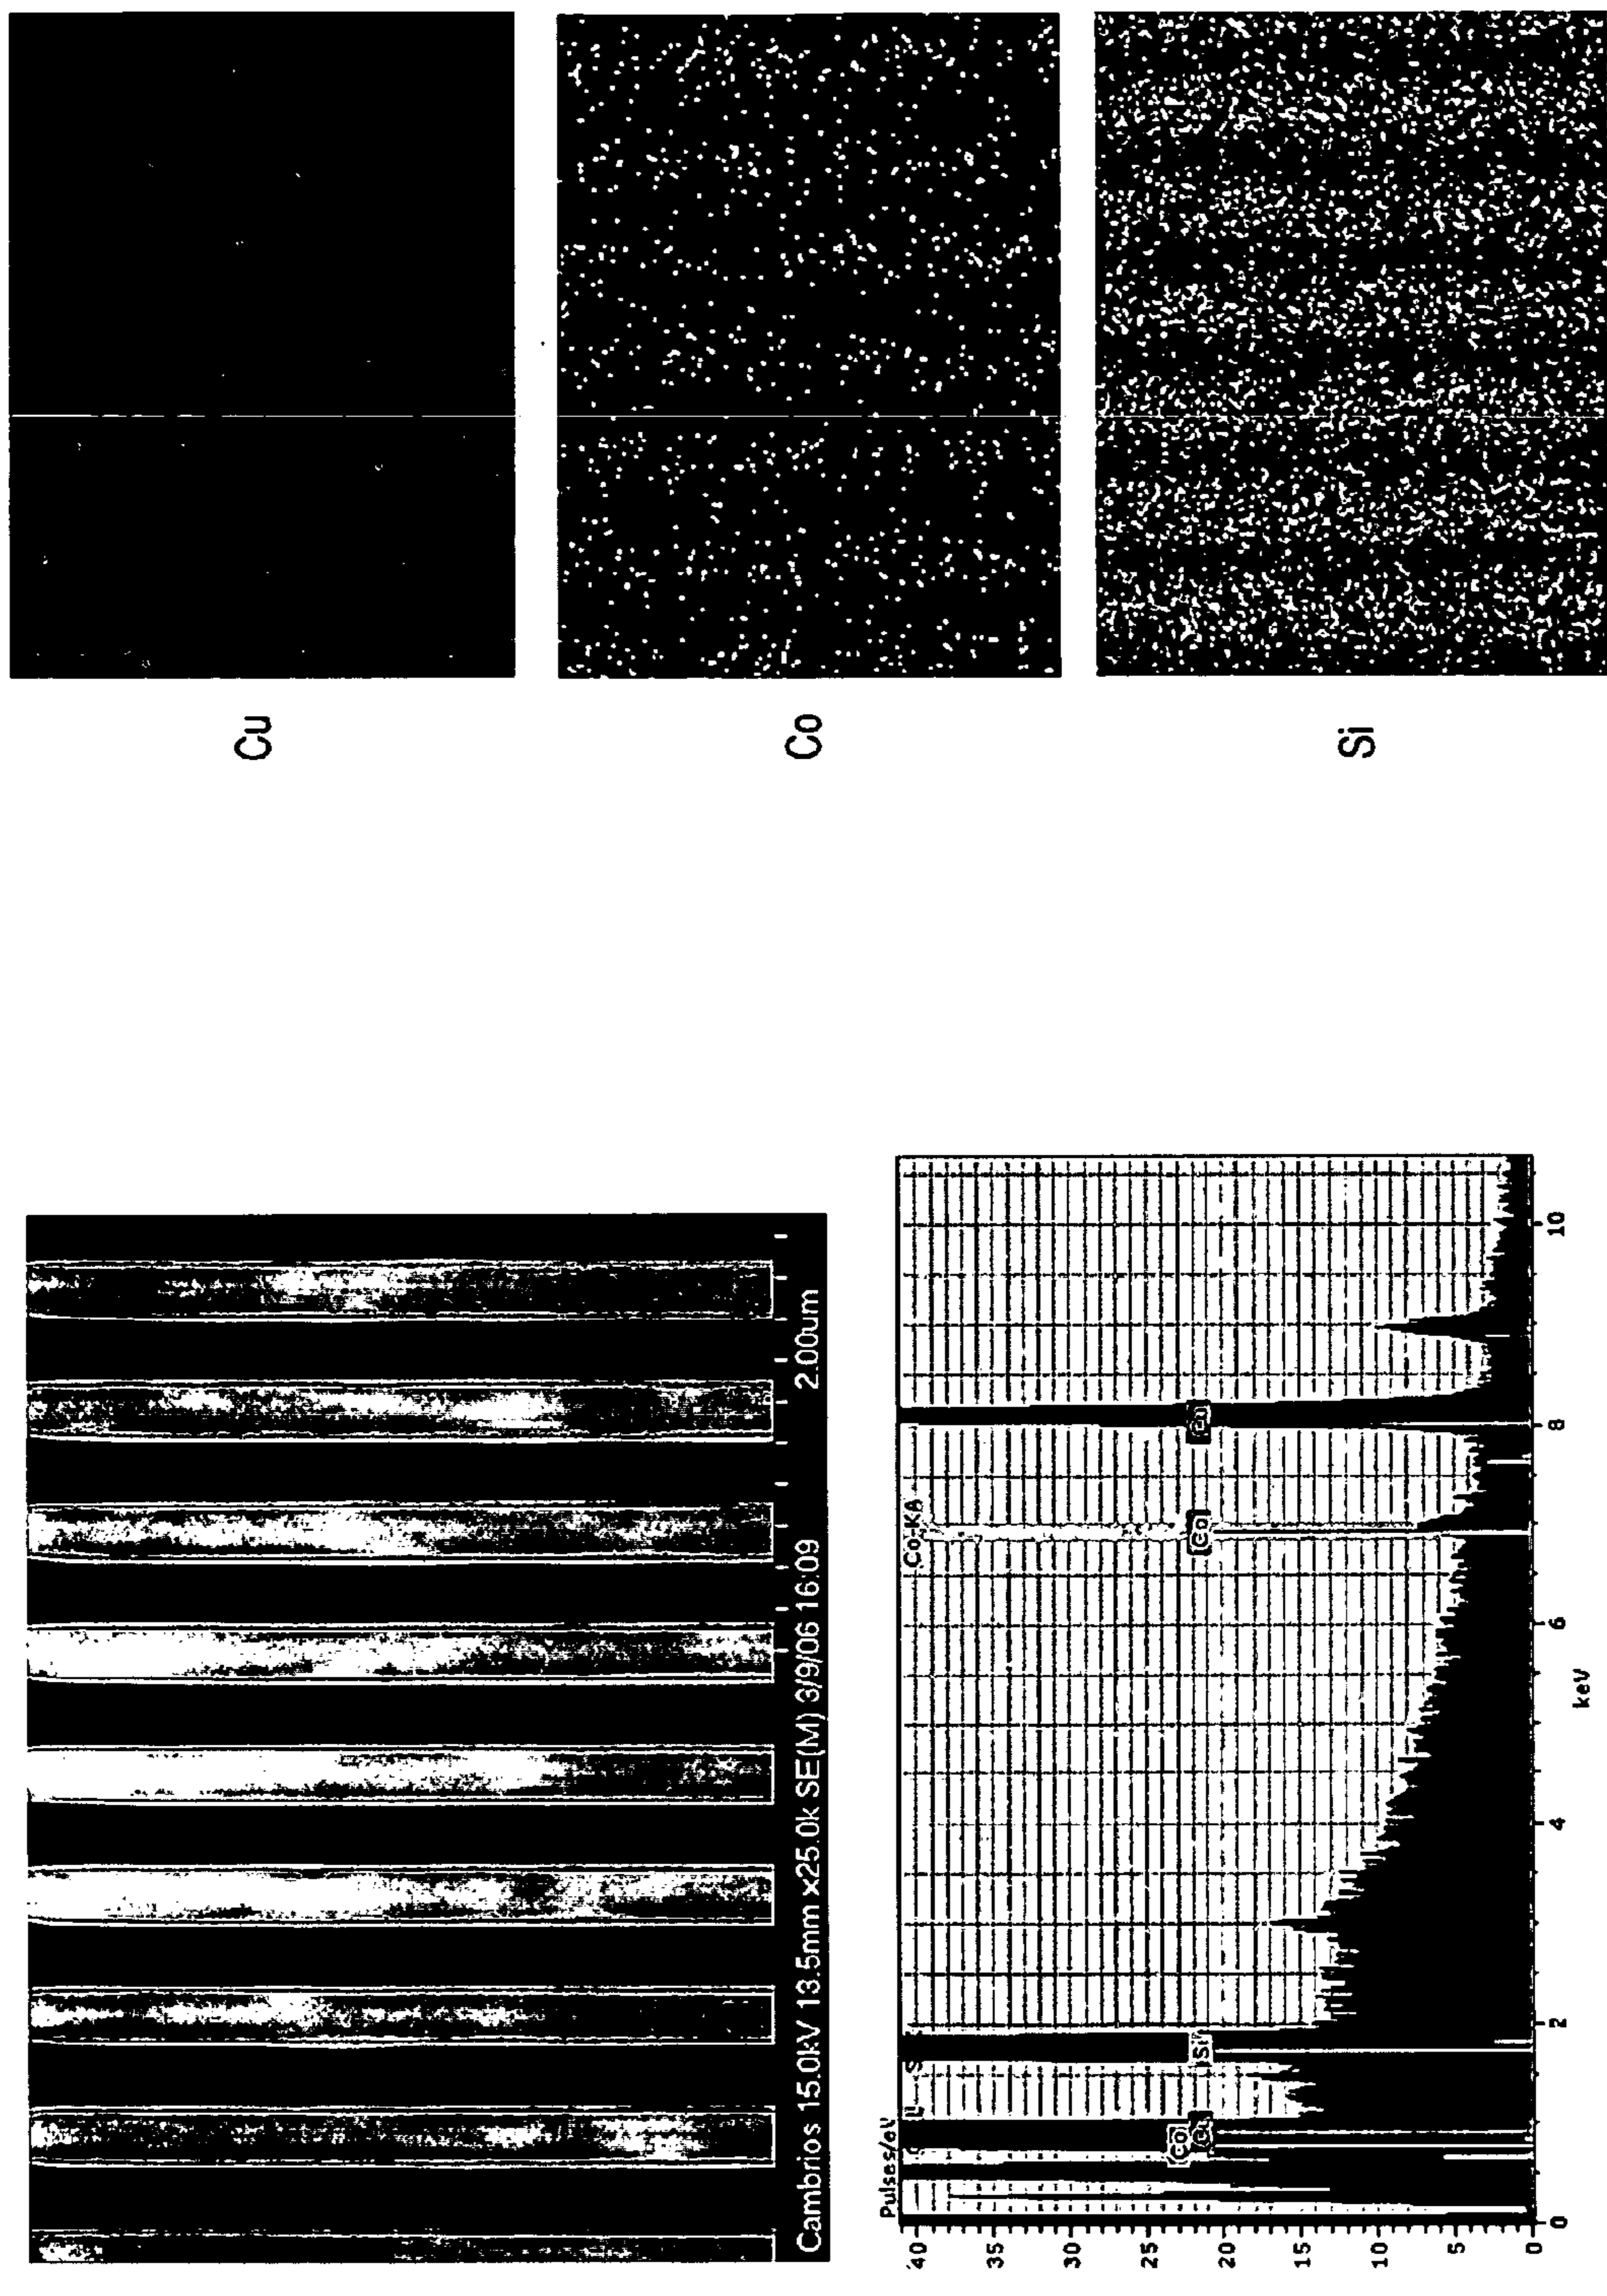 Cambrios 15.0kV 13.5mm x25.0k SE(M) 3/9/06 16:09
2.00um
Cu
Co
Si
Pulses/eV
Co-KA
40
35
30
25
20
15
10
5
0
Co
Si
Co
Cu
0
2
4
6
8
10
keV